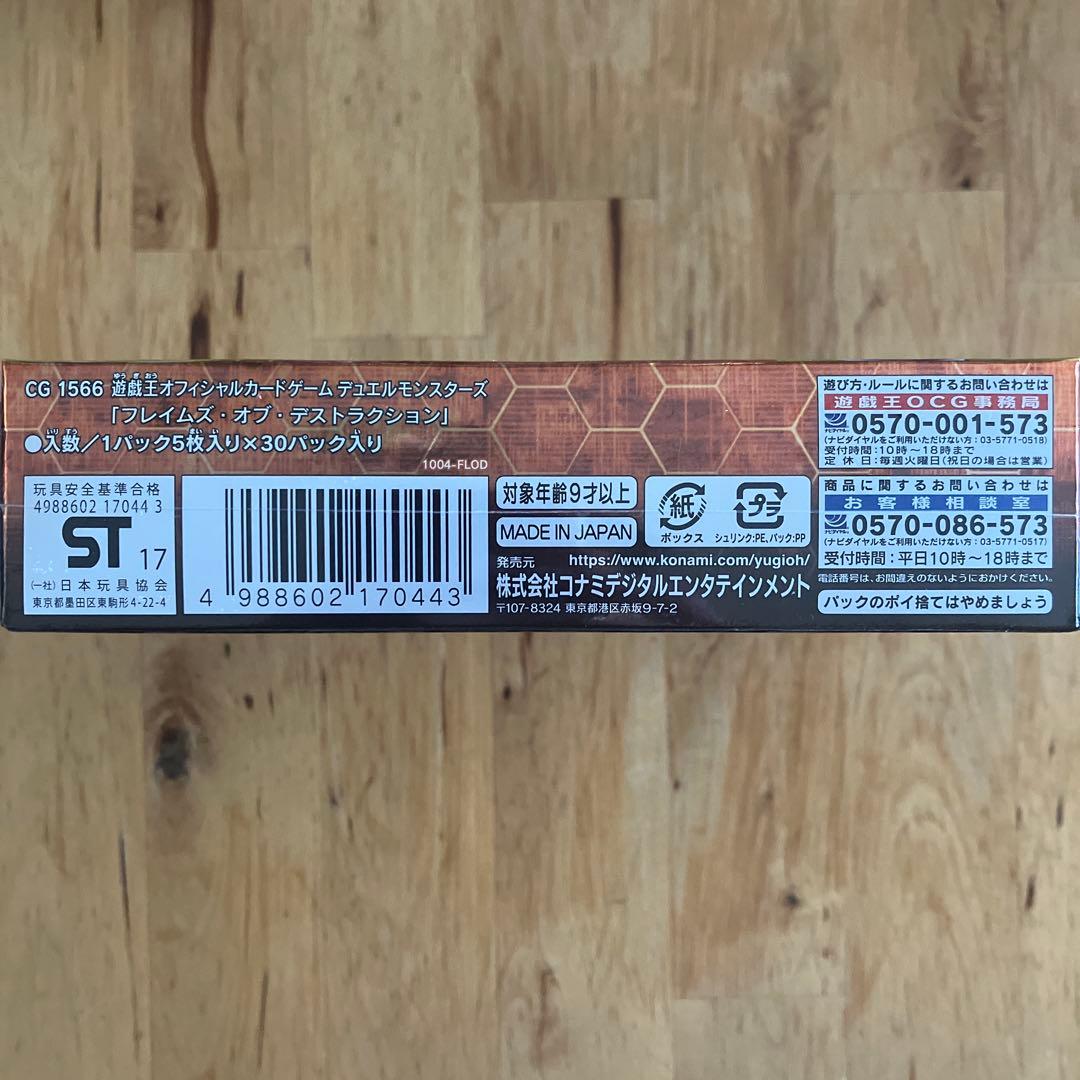 CG 1566 遊戯王オフィシャルカードゲーム デュエルモンスターズ
「フレイムズ・オブ・デストラクション」
●入数/1パック5枚入り×30パック入り
1004-FLOD
玩具安全基準合格
4988602 17044 3
ST 17
(一社)日本玩具協会
東京都墨田区東駒形4-22-4
4 988602 170443
対象年齢9才以上
MADE IN JAPAN
紙
ボックス
プラ
シュリンク:PE、パック:PP
発売元 https://www.konami.com/yugioh/
株式会社コナミデジタルエンタテインメント
〒107-8324 東京都港区赤坂9-7-2
遊び方・ルールに関するお問い合わせは
遊戯王OCG事務局
ナビダイヤル 0570-001-573
(ナビダイヤルをご利用いただけない方:03-5771-0518)
受付時間:10時〜18時まで
定 休 日:毎週火曜日(祝日の場合は営業)
商品に関するお問い合わせは
お客様相談室
ナビダイヤル 0570-086-573
(ナビダイヤルをご利用いただけない方:03-5771-0517)
受付時間:平日10時〜18時まで
電話番号は、お間違えのないようにおかけください。
パックのポイ捨てはやめましょう